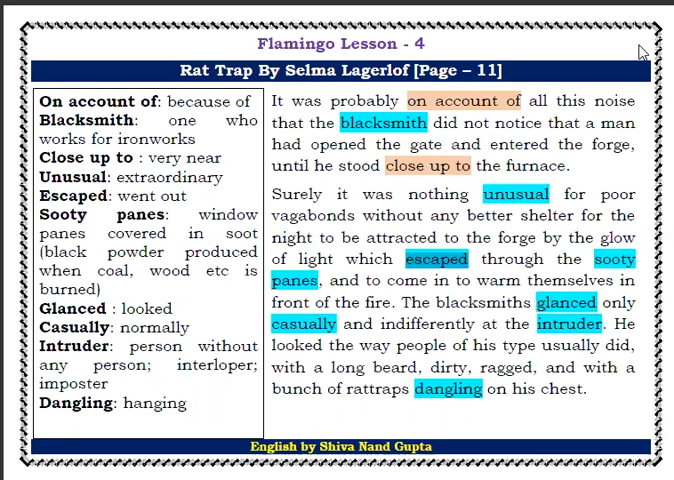 Flamingo Lesson - 4
Rat Trap By Selma Lagerlof [Page – 11]
On account of: because of
Blacksmith: one who
works for ironworks
Close up to : very near
Unusual: extraordinary
Escaped: went out
Sooty panes: window
panes covered in soot
(black powder produced
when coal, wood etc is
burned)
Glanced : looked
Casually: normally
Intruder: person without
any person; interloper;
imposter
Dangling: hanging
It was probably on account of all this noise
that the blacksmith did not notice that a man
had opened the gate and entered the forge,
until he stood close up to the furnace.
Surely it was nothing unusual for poor
vagabonds without any better shelter for the
night to be attracted to the forge by the glow
of light which escaped through the sooty
panes, and to come in to warm themselves in
front of the fire. The blacksmiths glanced only
casually and indifferently at the intruder. He
looked the way people of his type usually did,
with a long beard, dirty, ragged, and with a
bunch of rattraps dangling on his chest.
English by Shiva Nand Gupta